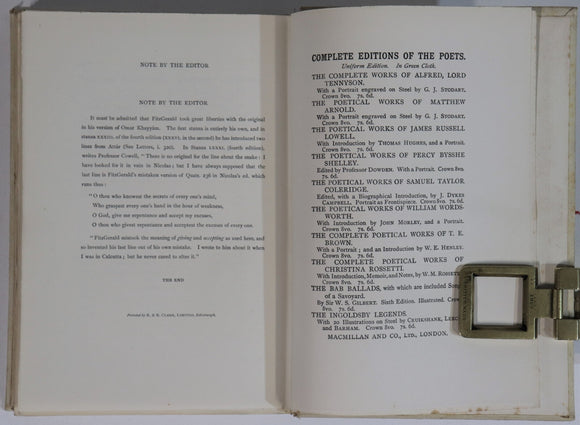 NOTE BY THE EDITOR
NOTE BY THE EDITOR
It must be admitted that FitzGerald took great liberties with the original
in his version of Omar Khayyám. The first stanza is entirely his own, and in
stanza XXXIII. of the fourth edition (XXXVI. in the second) he has introduced two
lines from Attár (See Letters, i. 320). In stanza LXXXI. (fourth edition),
writes Professor Cowell, "There is no original for the line about the snake: I
have looked for it in vain in Nicolas; but I have always supposed that the
last line is FitzGerald's mistaken version of Quatr. 236 in Nicolas's ed. which
runs thus:
"O thou who knowest the secrets of every one's mind,
Who graspest every one's hand in the hour of weakness,
O God, give me repentance and accept my excuses,
O thou who givest repentance and acceptest the excuses of every one.
"FitzGerald mistook the meaning of giving and accepting as used here, and
so invented his last line out of his own mistake. I wrote to him about it when
I was in Calcutta; but he never cared to alter it."
THE END
Printed by R. & R. CLARK, LIMITED, Edinburgh.
COMPLETE EDITIONS OF THE POETS.
Uniform Edition. In Green Cloth.
THE COMPLETE WORKS OF ALFRED, LORD
TENNYSON.
With a Portrait engraved on Steel by G. J. STODART,
Crown 8vo. 7s. 6d.
THE POETICAL WORKS OF MATTHEW
ARNOLD.
With a Portrait engraved on Steel by G. J. STODART,
Crown 8vo. 7s. 6d.
THE POETICAL WORKS OF JAMES RUSSELL
LOWELL.
With Introduction by THOMAS HUGHES, and a Portrait.
Crown 8vo. 7s. 6d.
THE POETICAL WORKS OF PERCY BYSSHE
SHELLEY.
Edited by Professor DOWDEN. With a Portrait. Crown 8vo.
7s. 6d.
THE POETICAL WORKS OF SAMUEL TAYLOR
COLERIDGE.
Edited, with a Biographical Introduction, by J. DYKES
CAMPBELL. Portrait as Frontispiece. Crown 8vo. 7s. 6d.
THE POETICAL WORKS OF WILLIAM WORDS-
WORTH.
With Introduction by JOHN MORLEY, and a Portrait.
Crown 8vo. 7s. 6d.
THE COMPLETE POETICAL WORKS OF T. E.
BROWN.
With a Portrait; and an Introduction by W. E. HENLEY.
Crown 8vo. 7s. 6d.
THE COMPLETE POETICAL WORKS OF
CHRISTINA ROSSETTI.
With Introduction, Memoir, and Notes, by W. M. ROSSE
Crown 8vo. 7s. 6d.
THE BAB BALLADS, with which are included Song
of a Savoyard.
By Sir W. S. GILBERT. Sixth Edition. Illustrated. Crown
8vo. 7s. 6d.
THE INGOLDSBY LEGENDS.
With 20 Illustrations on Steel by CRUIKSHANK, LEECH
and BARHAM. Crown 8vo. 7s. 6d.
MACMILLAN AND CO., LTD., LONDON.